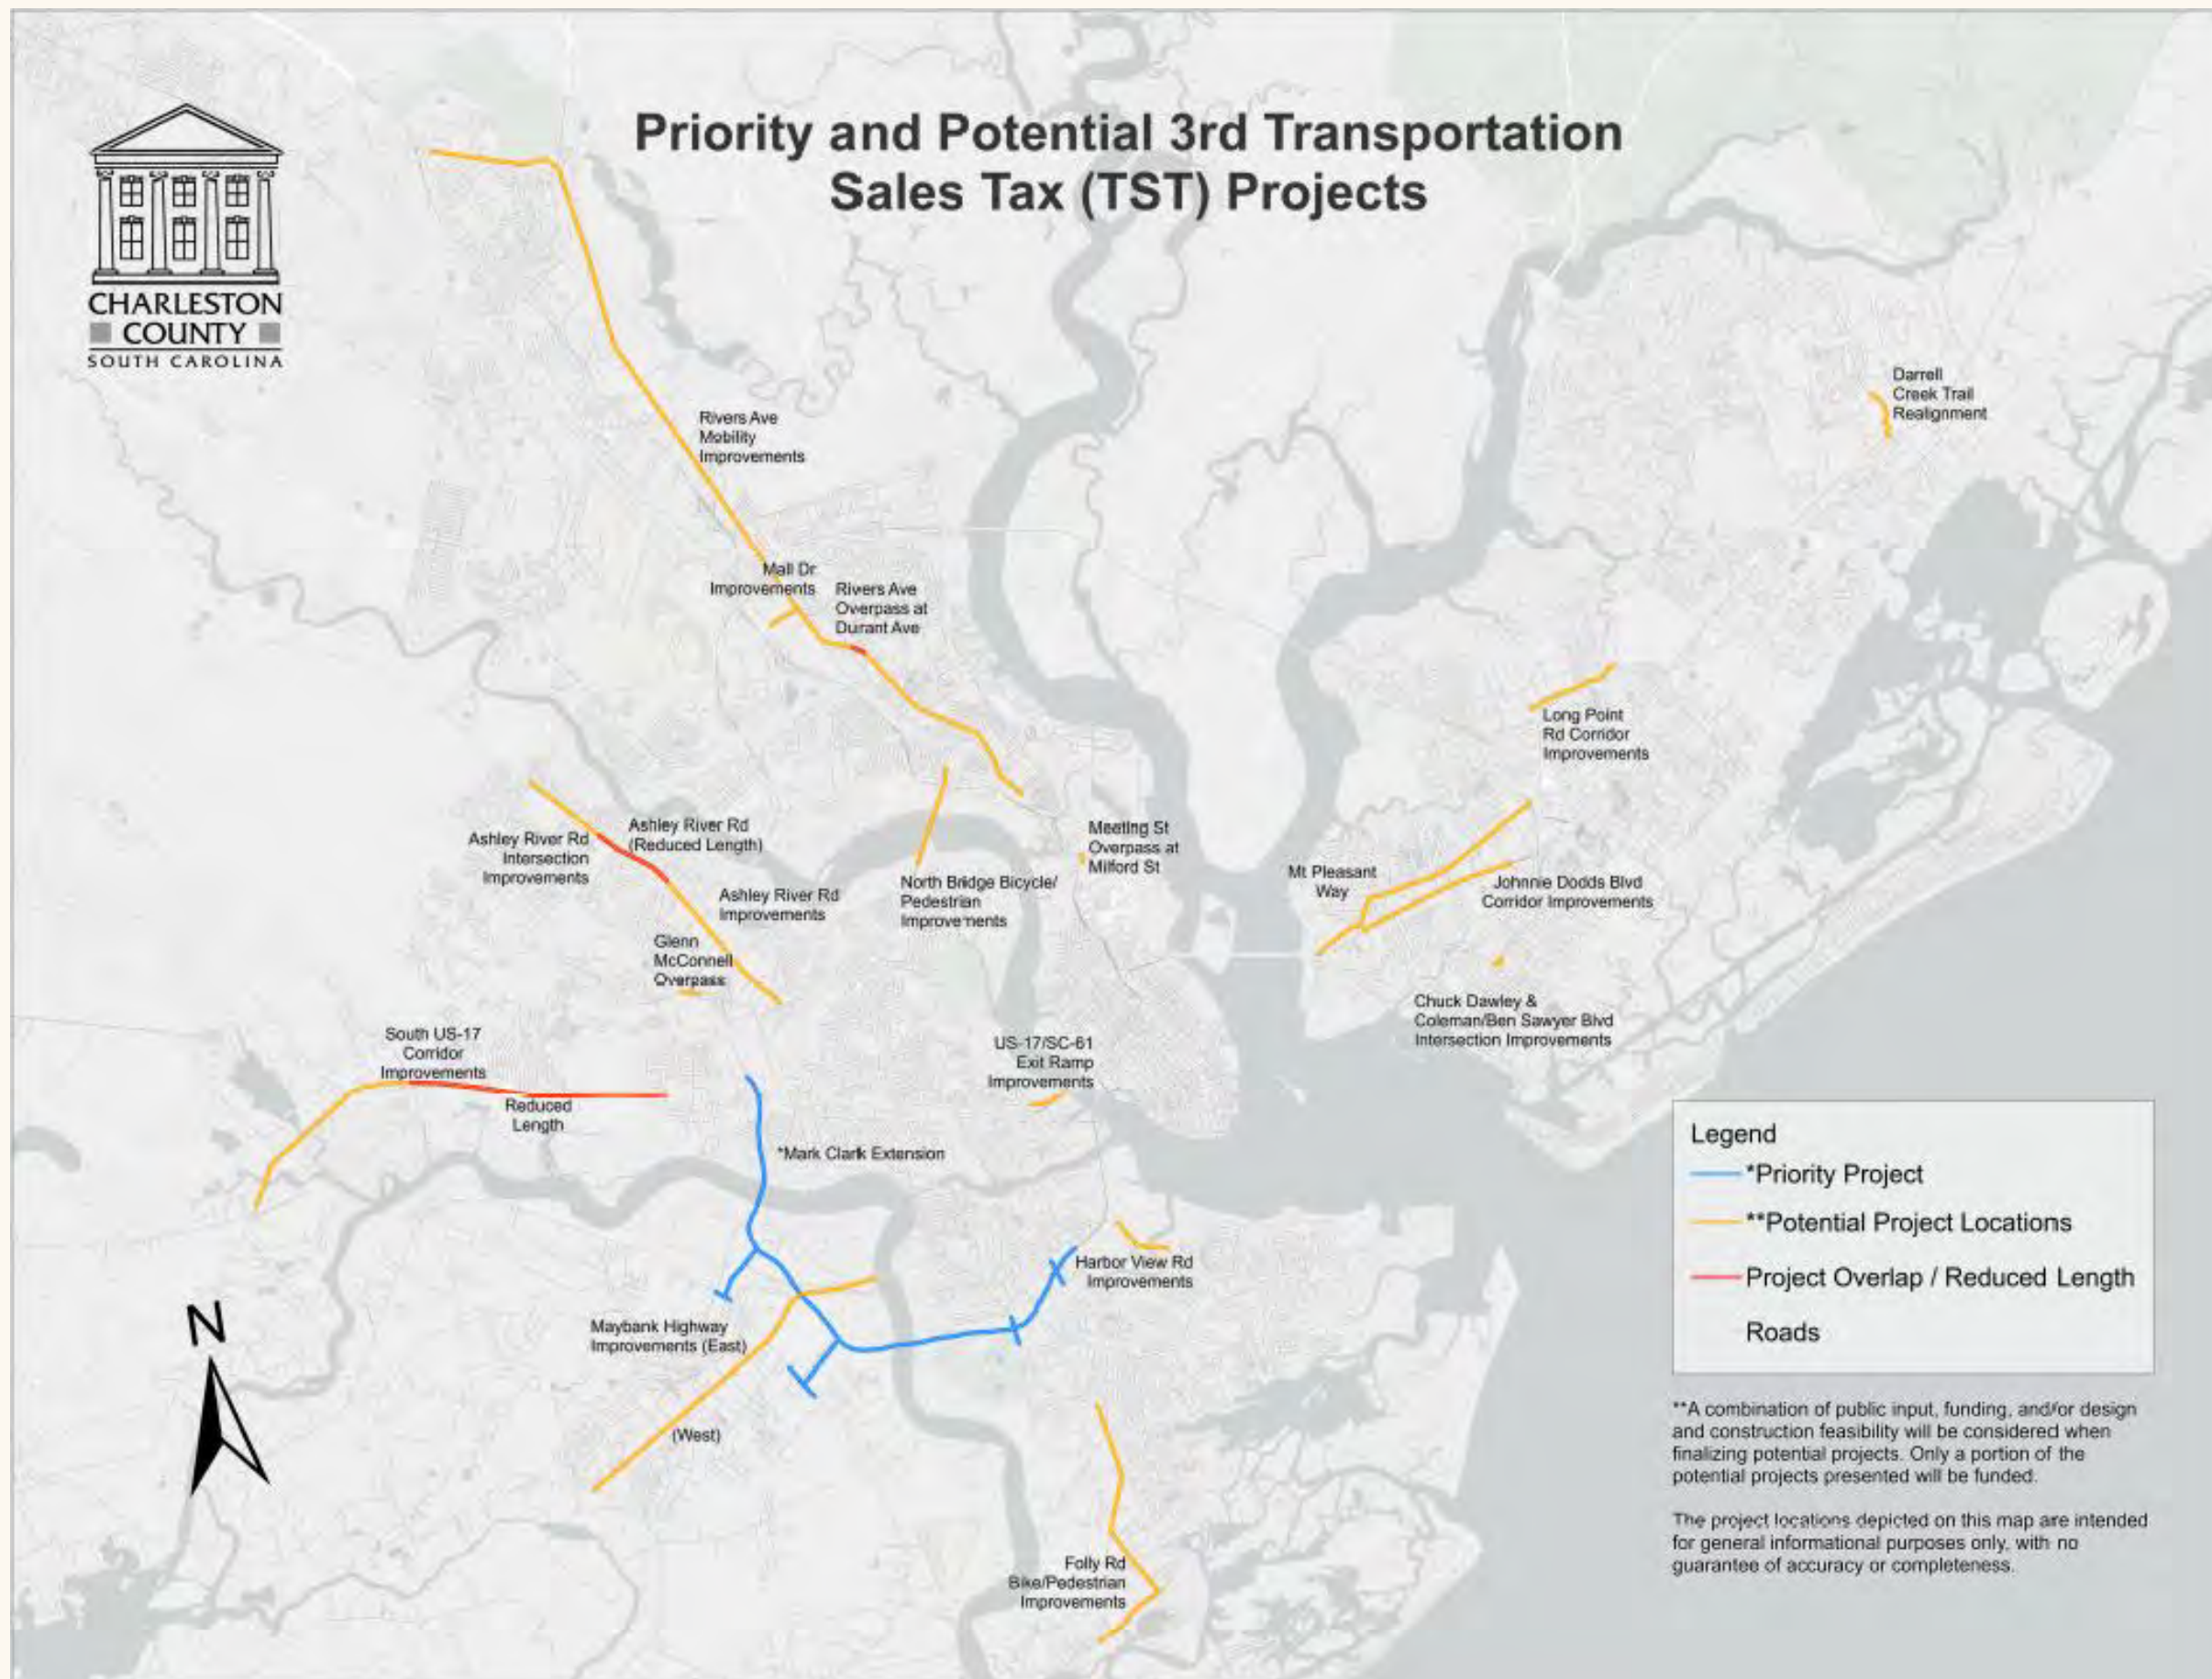 Priority and Potential 3rd Transportation
Sales Tax (TST) Projects
CHARLESTON
COUNTY
SOUTH CAROLINA
Darrell
Creek Trail
Realignment
Rivers Ave
Mobility
Improvements
Mall Dr
Improvements
Rivers Ave
Overpass at
Durant Ave
Long Point
Rd Corridor
Improvements
Ashley River Rd
Intersection
Improvements
Ashley River Rd
(Reduced Length)
Ashley River Rd
Improvements
North Bridge Bicycle/
Pedestrian
Improvements
Meeting St
Overpass at
Milford St
Mt Pleasant
Way
Johnnie Dodds Blvd
Corridor Improvements
Glenn
McConnell
Overpass
Chuck Dawley &
Coleman/Ben Sawyer Blvd
Intersection Improvements
South US-17
Corridor
Improvements
Reduced
Length
US-17/SC-61
Exit Ramp
Improvements
*Mark Clark Extension
Harbor View Rd
Improvements
Maybank Highway
Improvements (East)
(West)
Folly Rd
Bike/Pedestrian
Improvements
N
Legend
*Priority Project
**Potential Project Locations
Project Overlap / Reduced Length
Roads
**A combination of public input, funding, and/or design
and construction feasibility will be considered when
finalizing potential projects. Only a portion of the
potential projects presented will be funded.
The project locations depicted on this map are intended
for general informational purposes only, with no
guarantee of accuracy or completeness.